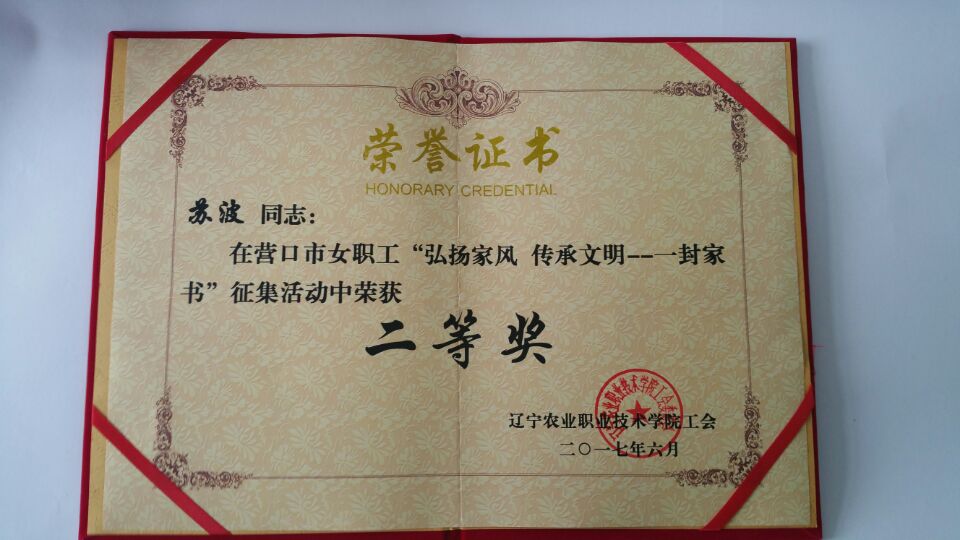 荣誉证书
HONORARY CREDENTIAL
苏波 同志：
在营口市女职工“弘扬家风 传承文明--一封家
书”征集活动中荣获
二等奖
辽宁农业职业技术学院工会
二〇一七年六月